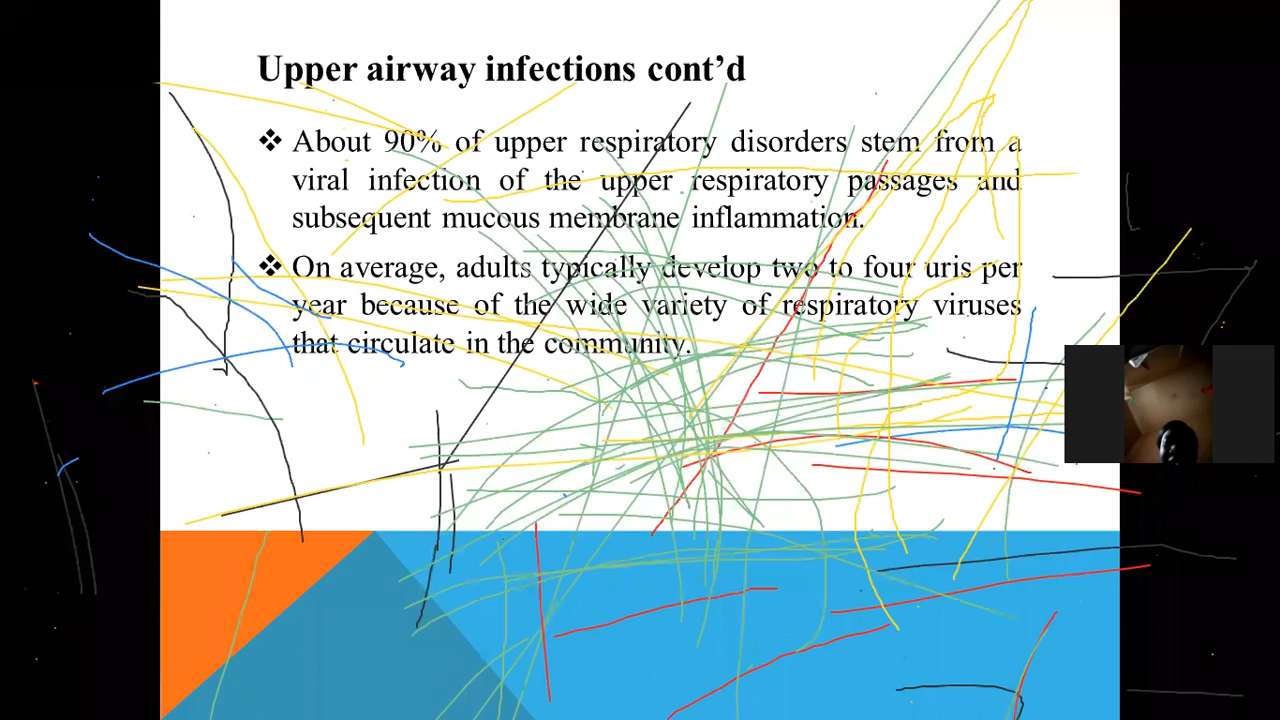 Upper airway infections cont’d
❖ About 90% of upper respiratory disorders stem from a
viral infection of the upper respiratory passages and
subsequent mucous membrane inflammation.
❖ On average, adults typically develop two to four uris per
year because of the wide variety of respiratory viruses
that circulate in the community.